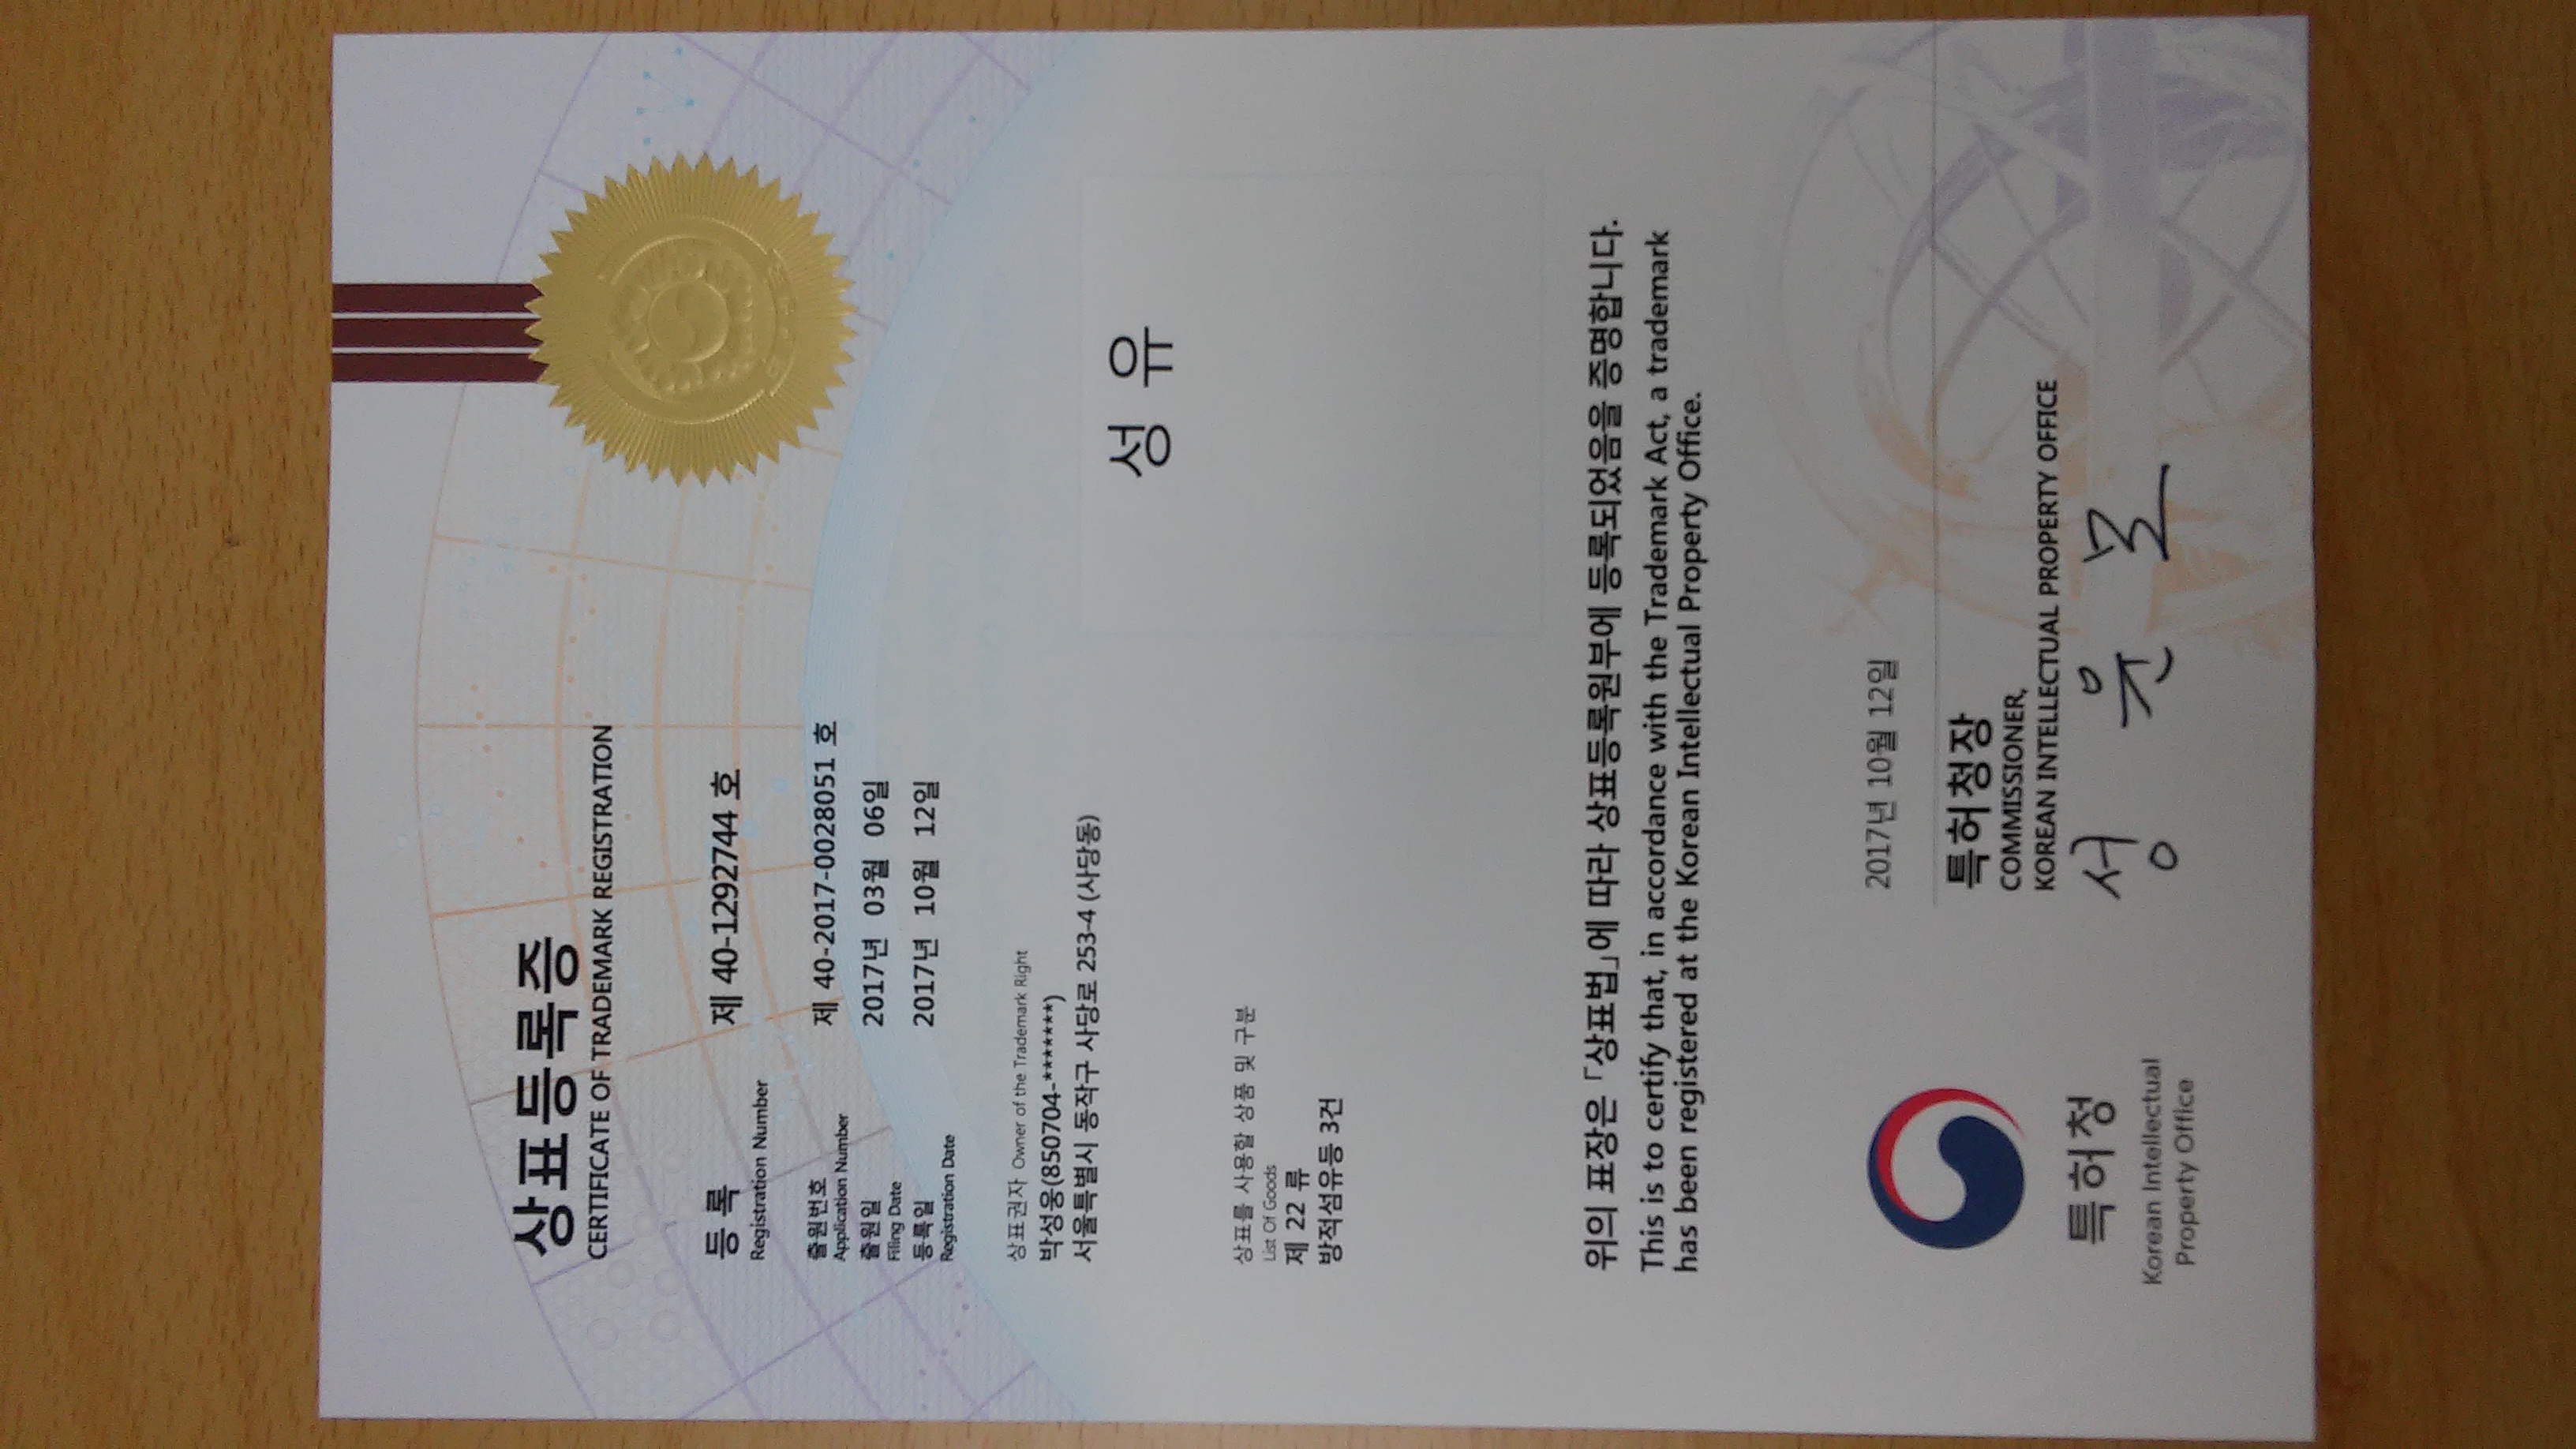 상표등록증
CERTIFICATE OF TRADEMARK REGISTRATION
등록 제 40-1292744 호
Registration Number
출원번호 제 40-2017-0028051 호
Application Number
출원일 2017년 03월 06일
Filing Date
등록일 2017년 10월 12일
Registration Date
상표권자 Owner of the Trademark Right
박성웅(850704-*******)
서울특별시 동작구 사당로 253-4 (사당동)
성유
상표를 사용할 상품 및 구분
List Of Goods
제 22 류
방적섬유등 3건
위의 표장은 「상표법」에 따라 상표등록원부에 등록되었음을 증명합니다.
This is to certify that, in accordance with the Trademark Act, a trademark
has been registered at the Korean Intellectual Property Office.
2017년 10월 12일
특허청장
COMMISSIONER,
KOREAN INTELLECTUAL PROPERTY OFFICE
성윤모
특허청
Korean Intellectual
Property Office